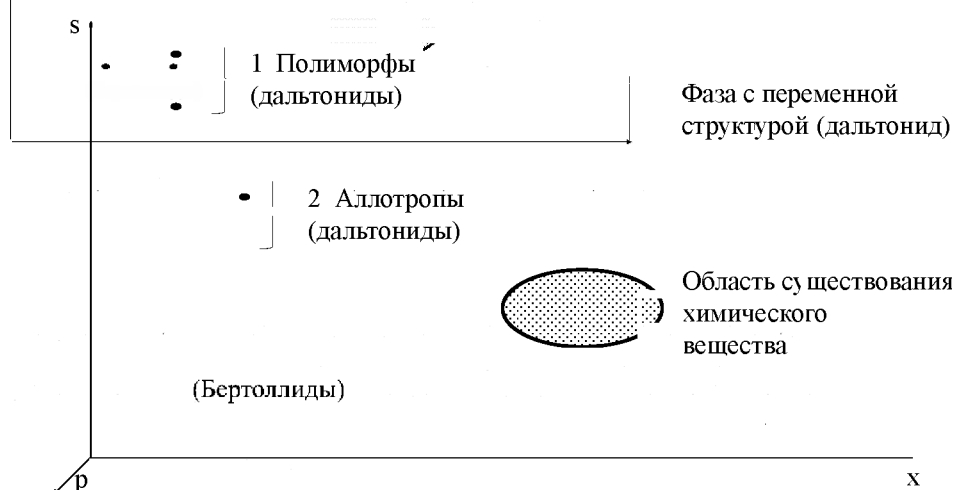 s
1 Полиморфы
(дальтониды)
Фаза с переменной
структурой (дальтонид)
2 Аллотропы
(дальтониды)
Область существования
химического
вещества
(Бертоллиды)
p
x